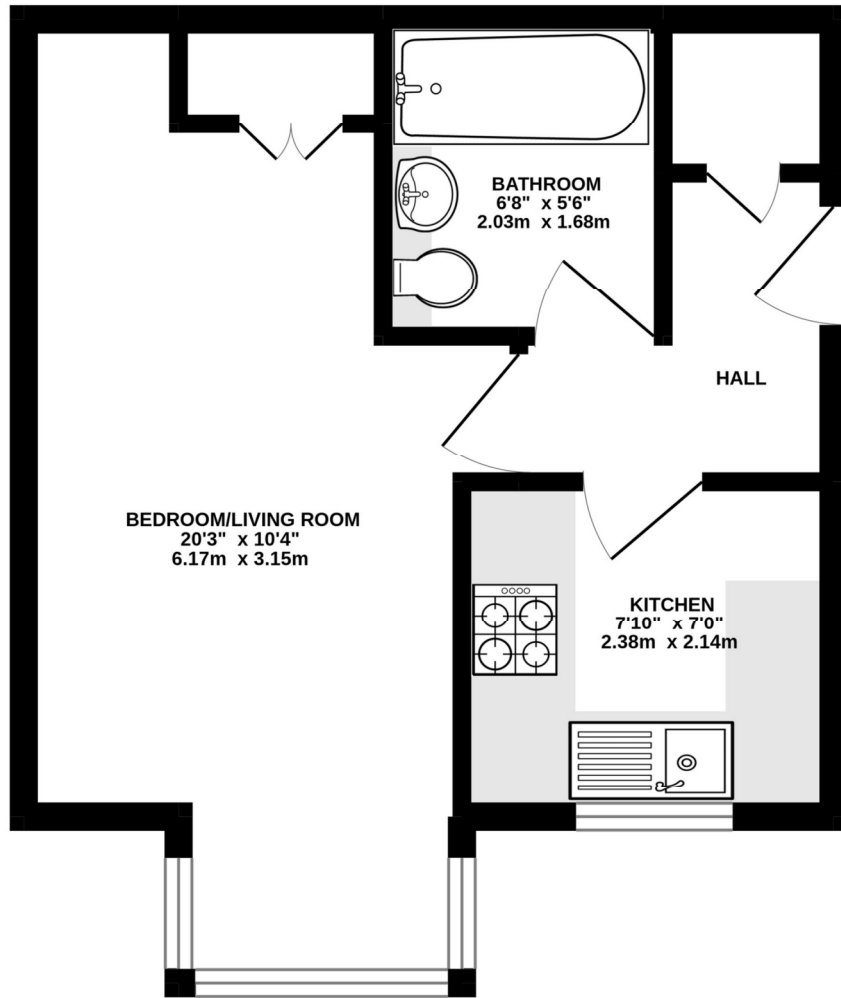 BATHROOM
6'8" x 5'6"
2.03m x 1.68m
HALL
BEDROOM/LIVING ROOM
20'3" x 10'4"
6.17m x 3.15m
KITCHEN
7'10" x 7'0"
2.38m x 2.14m